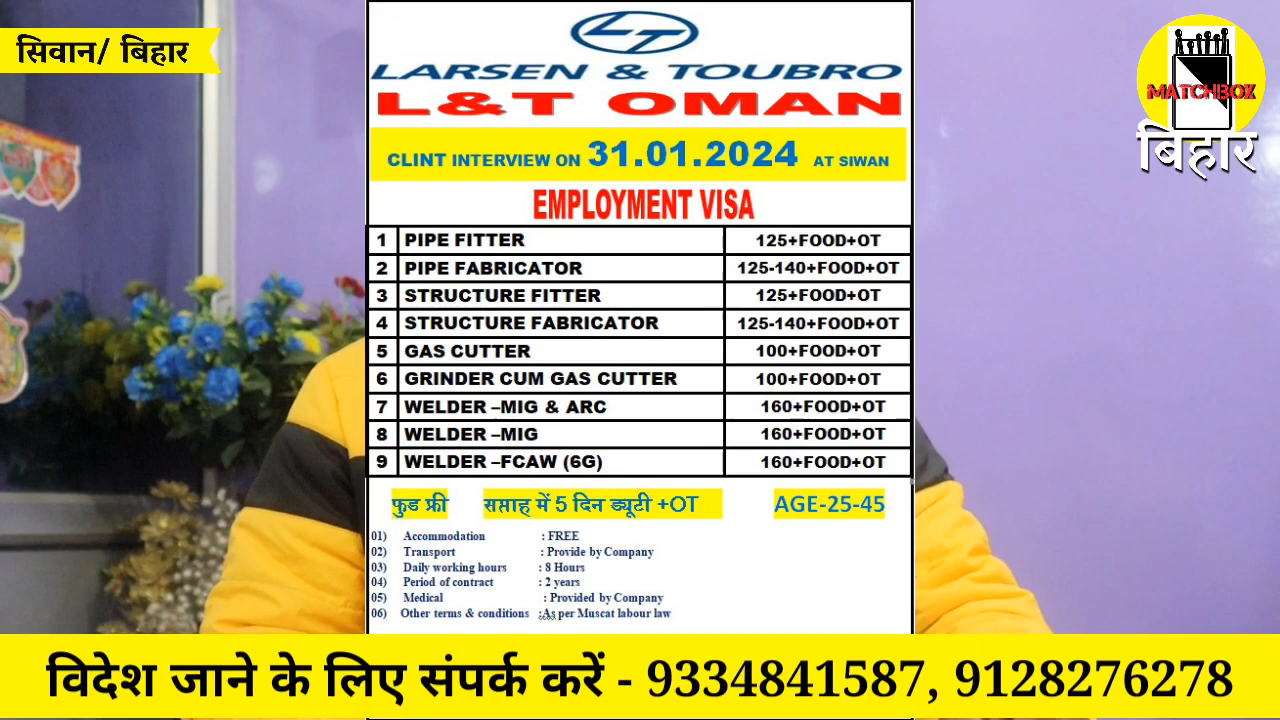 सिवान/ बिहार
MATCHBOX
बिहार
LT
LARSEN & TOUBRO
L&T OMAN
CLINT INTERVIEW ON 31.01.2024 AT SIWAN
EMPLOYMENT VISA
1 PIPE FITTER 125+FOOD+OT
2 PIPE FABRICATOR 125-140+FOOD+OT
3 STRUCTURE FITTER 125+FOOD+OT
4 STRUCTURE FABRICATOR 125-140+FOOD+OT
5 GAS CUTTER 100+FOOD+OT
6 GRINDER CUM GAS CUTTER 100+FOOD+OT
7 WELDER –MIG & ARC 160+FOOD+OT
8 WELDER –MIG 160+FOOD+OT
9 WELDER –FCAW (6G) 160+FOOD+OT
फुड फ्री सप्ताह में 5 दिन ड्यूटी +OT AGE-25-45
01) Accommodation : FREE
02) Transport : Provide by Company
03) Daily working hours : 8 Hours
04) Period of contract : 2 years
05) Medical : Provided by Company
06) Other terms & conditions :As per Muscat labour law
विदेश जाने के लिए संपर्क करें - 9334841587, 9128276278